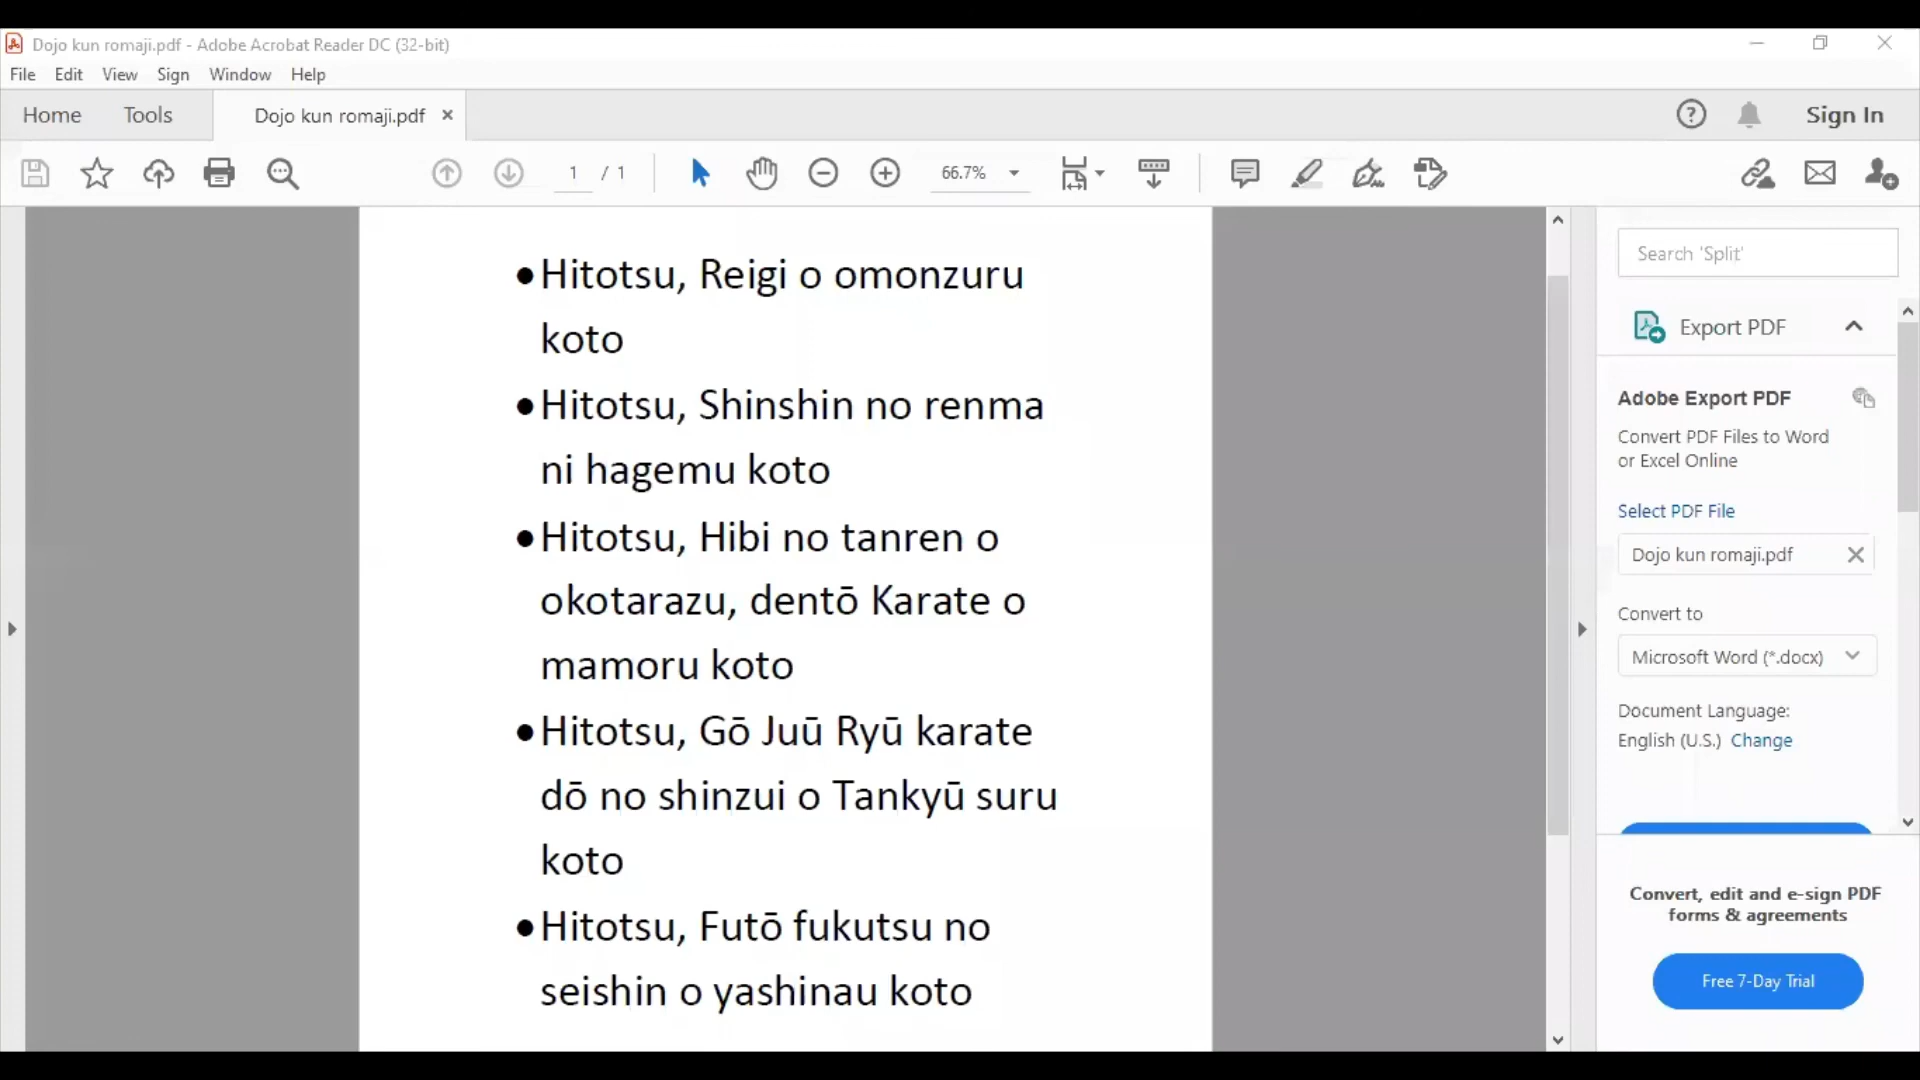 Dojo kun romaji.pdf - Adobe Acrobat Reader DC (32-bit)
File Edit View Sign Window Help
Home Tools Dojo kun romaji.pdf × Sign In
1 / 1 66.7%
•Hitotsu, Reigi o omonzuru
koto
•Hitotsu, Shinshin no renma
ni hagemu koto
•Hitotsu, Hibi no tanren o
okotarazu, dentō Karate o
mamoru koto
•Hitotsu, Gō Juū Ryū karate
dō no shinzui o Tankyū suru
koto
•Hitotsu, Futō fukutsu no
seishin o yashinau koto
Search 'Split'
Export PDF
Adobe Export PDF
Convert PDF Files to Word
or Excel Online
Select PDF File
Dojo kun romaji.pdf
Convert to
Microsoft Word (*.docx)
Document Language:
English (U.S.) Change
Convert, edit and e-sign PDF
forms & agreements
Free 7-Day Trial